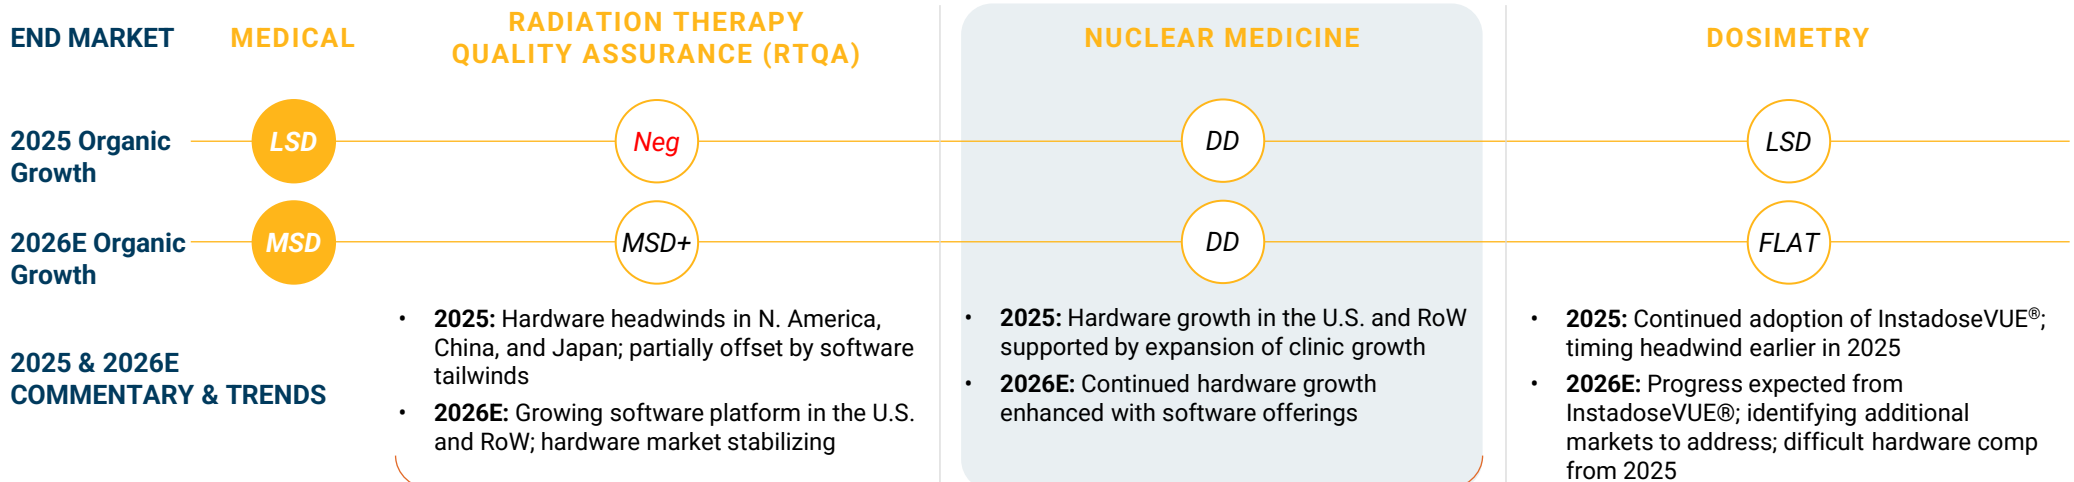 END MARKET
MEDICAL
RADIATION THERAPY
QUALITY ASSURANCE (RTQA)
NUCLEAR MEDICINE
DOSIMETRY
2025 Organic
Growth
LSD
Neg
DD
LSD
2026E Organic
Growth
MSD
MSD+
DD
FLAT
2025 & 2026E
COMMENTARY & TRENDS
• 2025: Hardware headwinds in N. America,
China, and Japan; partially offset by software
tailwinds
• 2026E: Growing software platform in the U.S.
and RoW; hardware market stabilizing
• 2025: Hardware growth in the U.S. and RoW
supported by expansion of clinic growth
• 2026E: Continued hardware growth
enhanced with software offerings
• 2025: Continued adoption of InstadoseVUE®;
timing headwind earlier in 2025
• 2026E: Progress expected from
InstadoseVUE®; identifying additional
markets to address; difficult hardware comp
from 2025